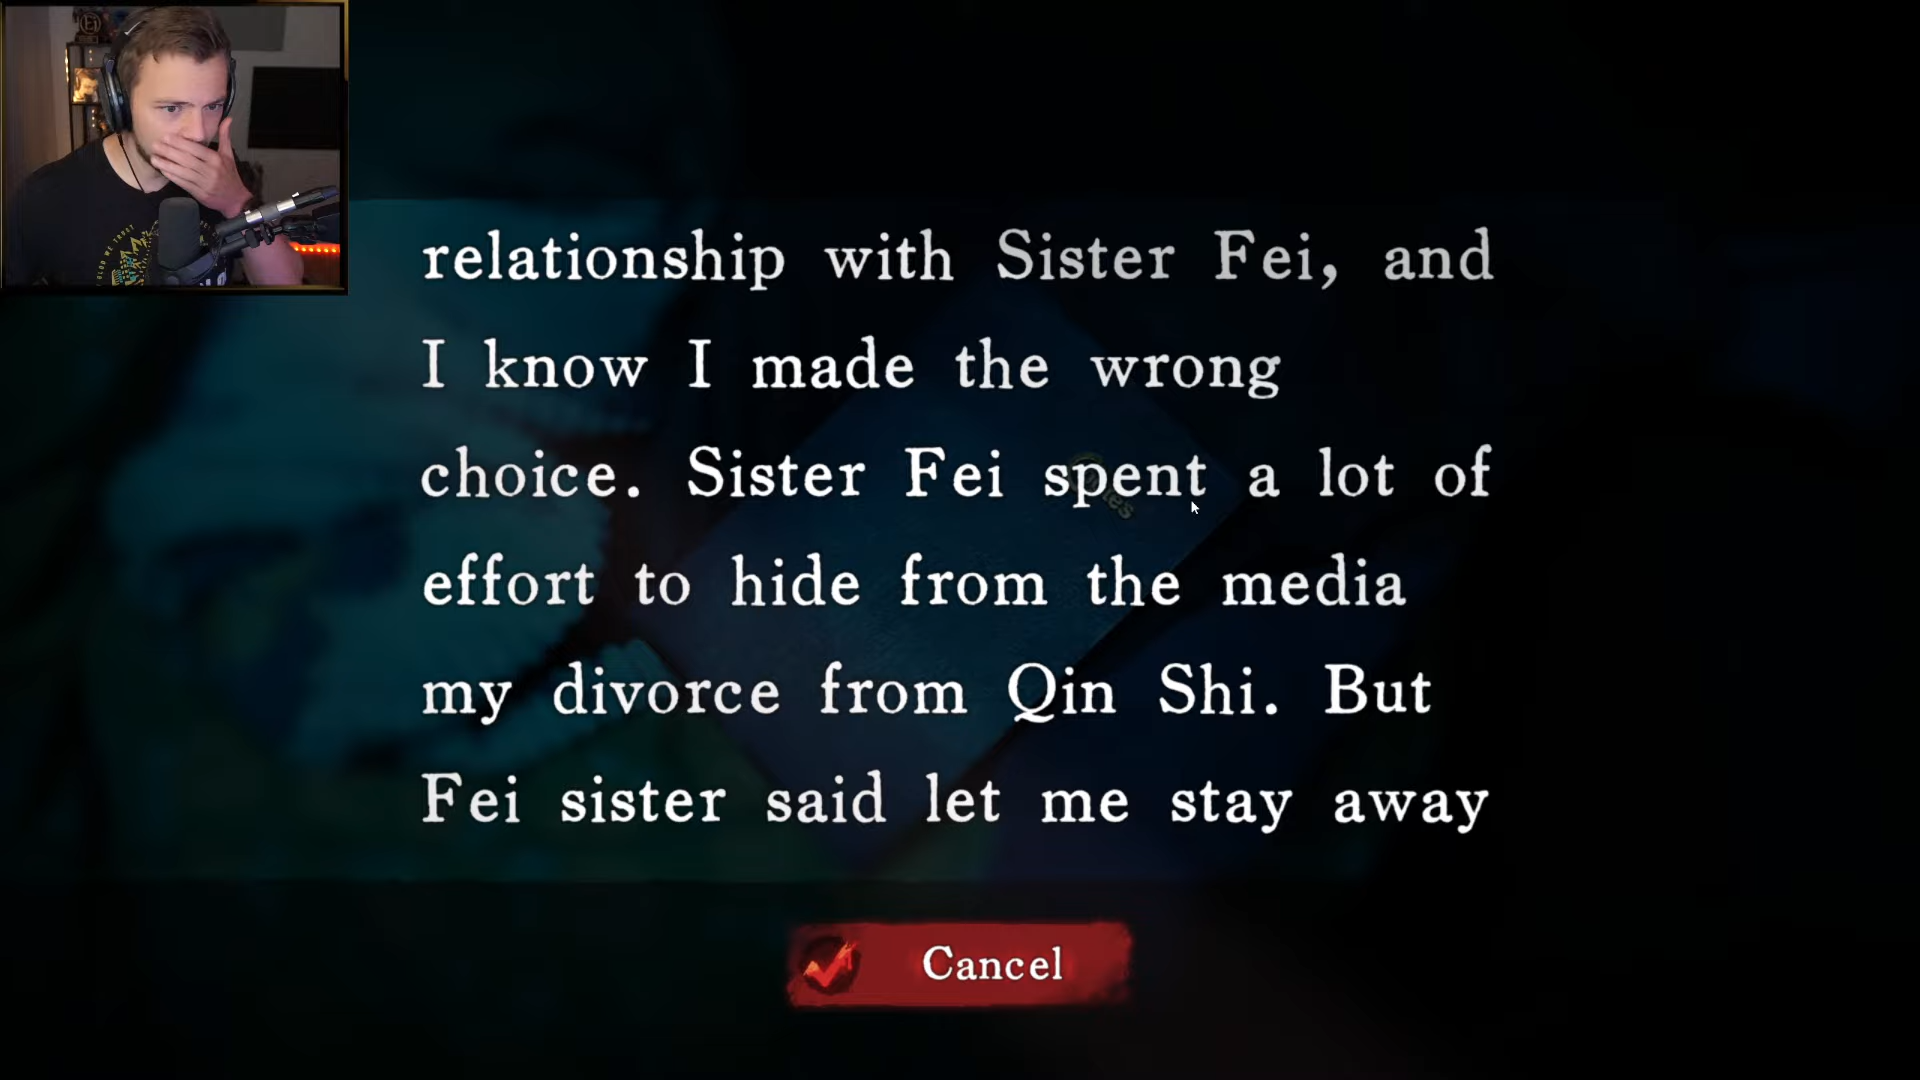 relationship with Sister Fei, and
I know I made the wrong
choice. Sister Fei spent a lot of
effort to hide from the media
my divorce from Qin Shi. But
Fei sister said let me stay away
Cancel